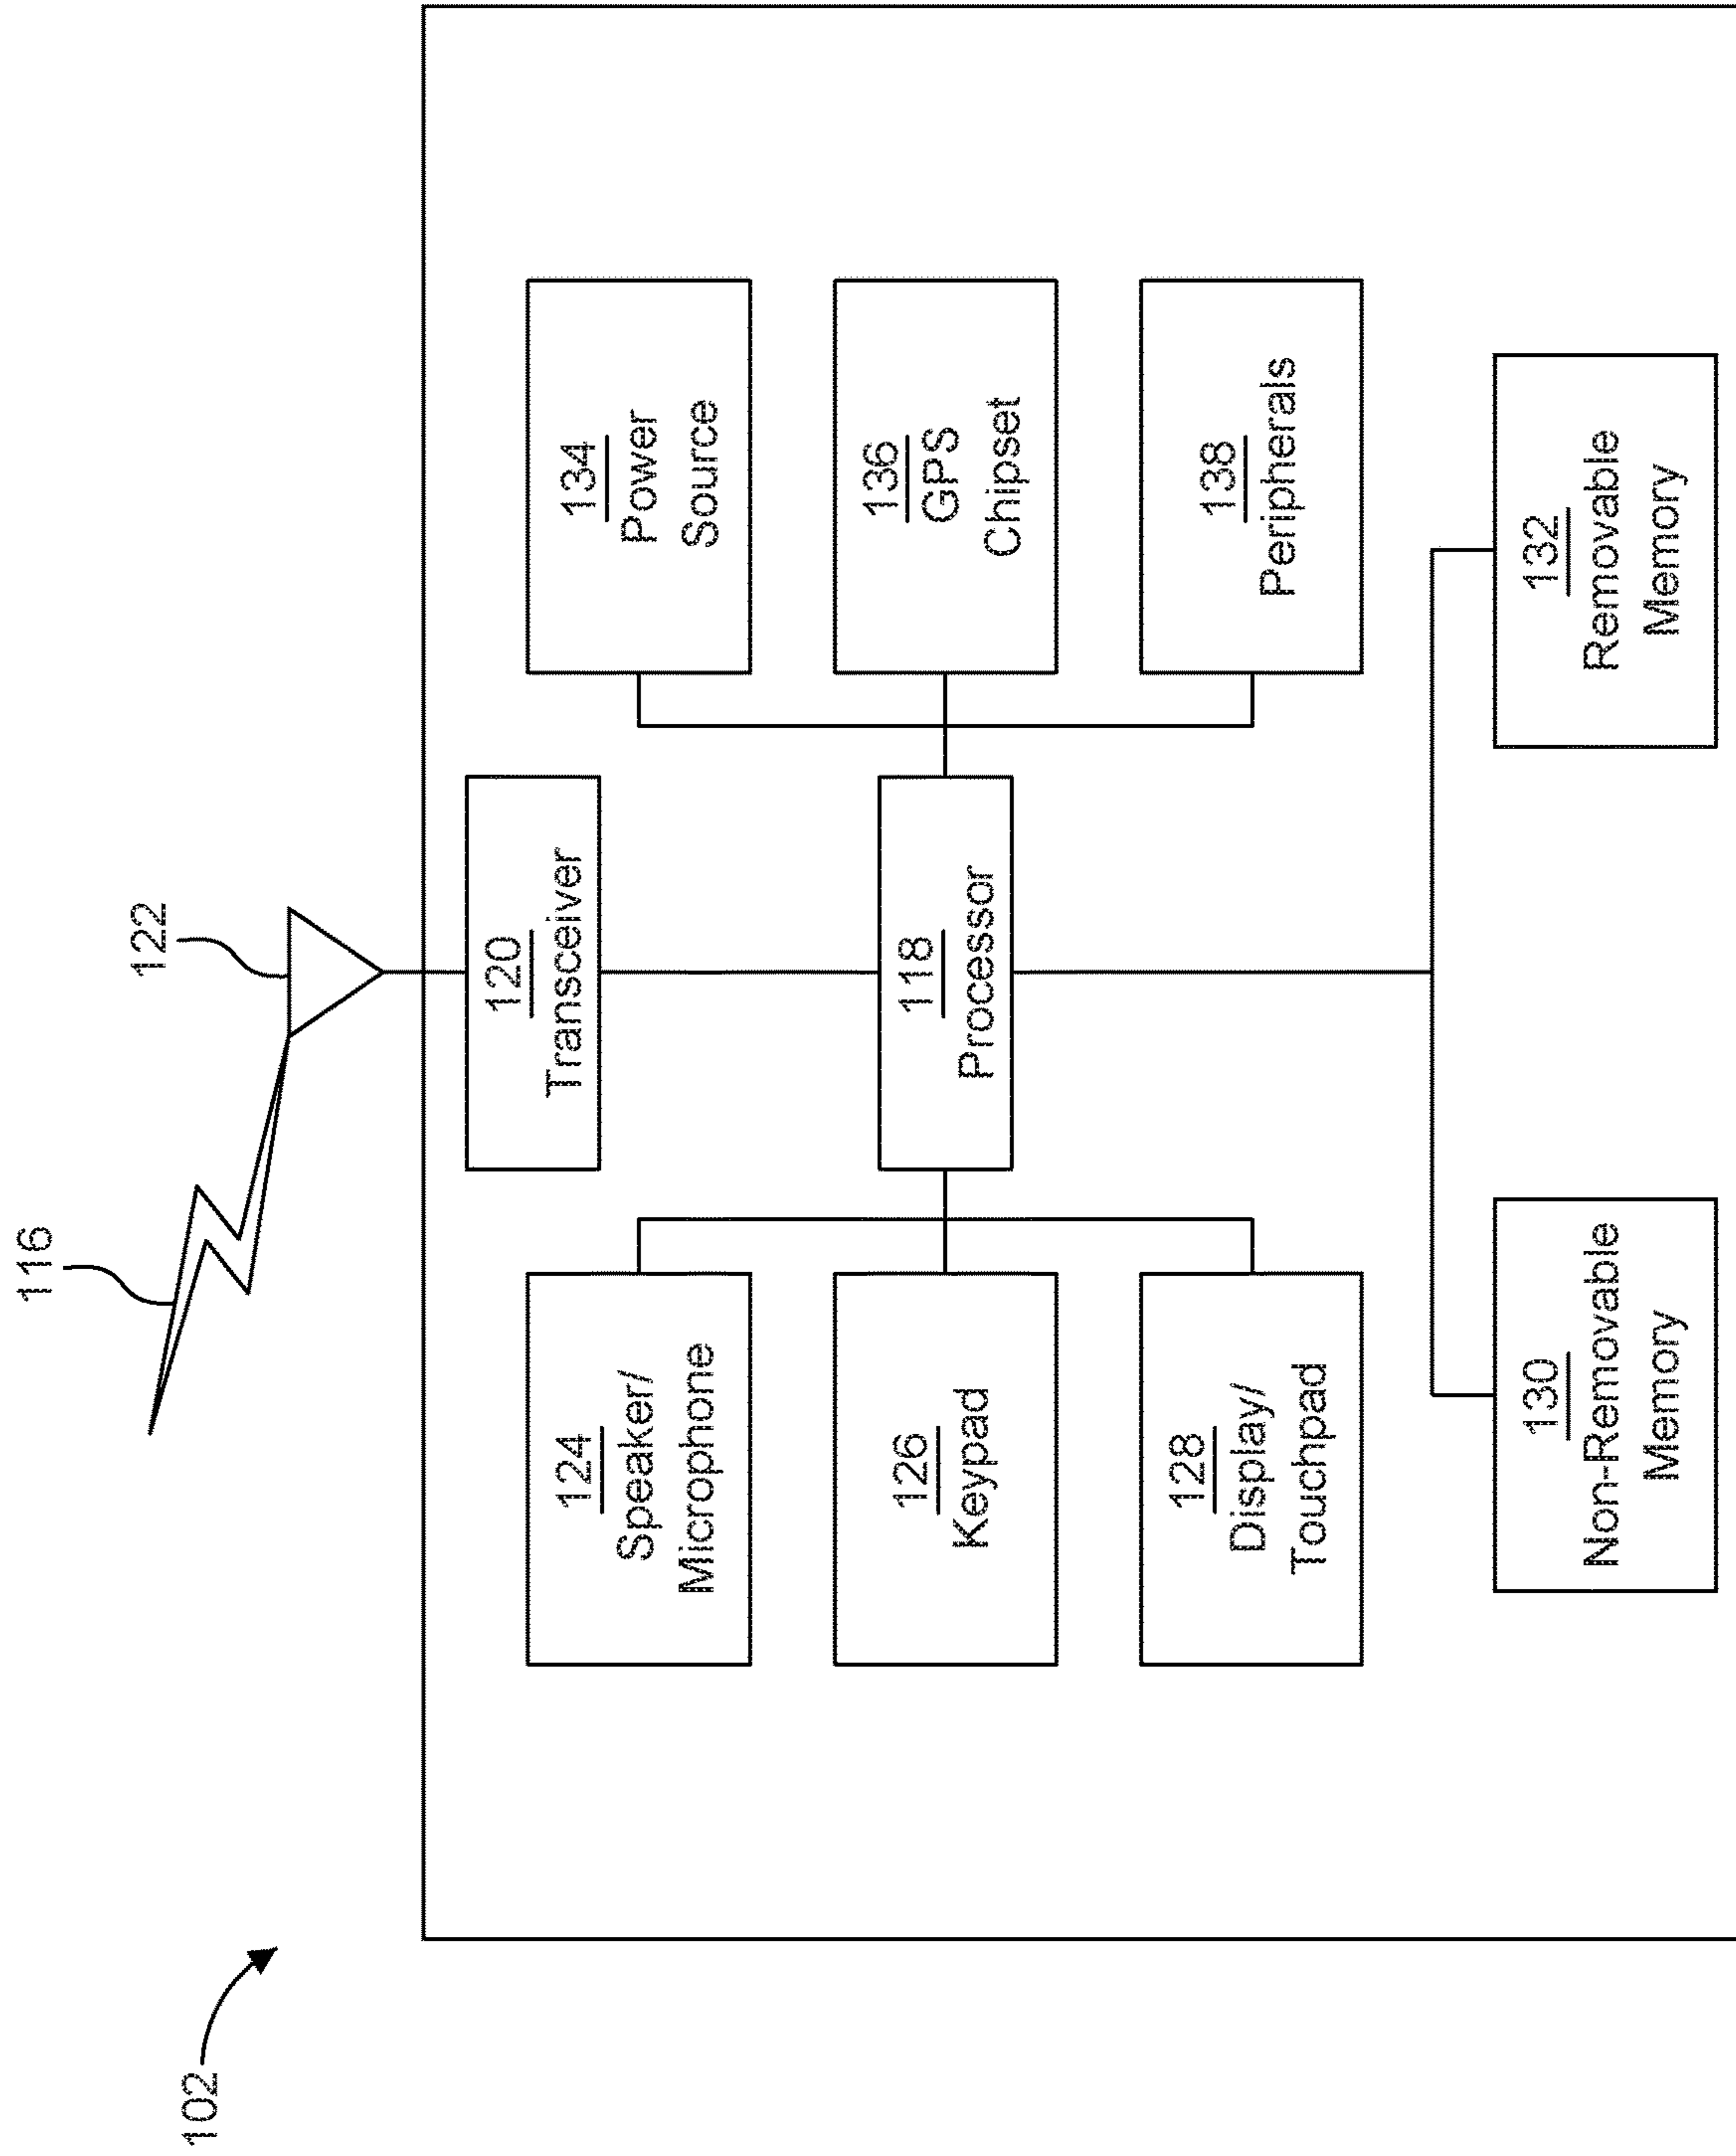 102
116
122
120
Transceiver
124
Speaker/
Microphone
134
Power
Source
118
Processor
126
Keypad
136
GPS
Chipset
128
Display/
Touchpad
138
Peripherals
130
Non-Removable
Memory
132
Removable
Memory